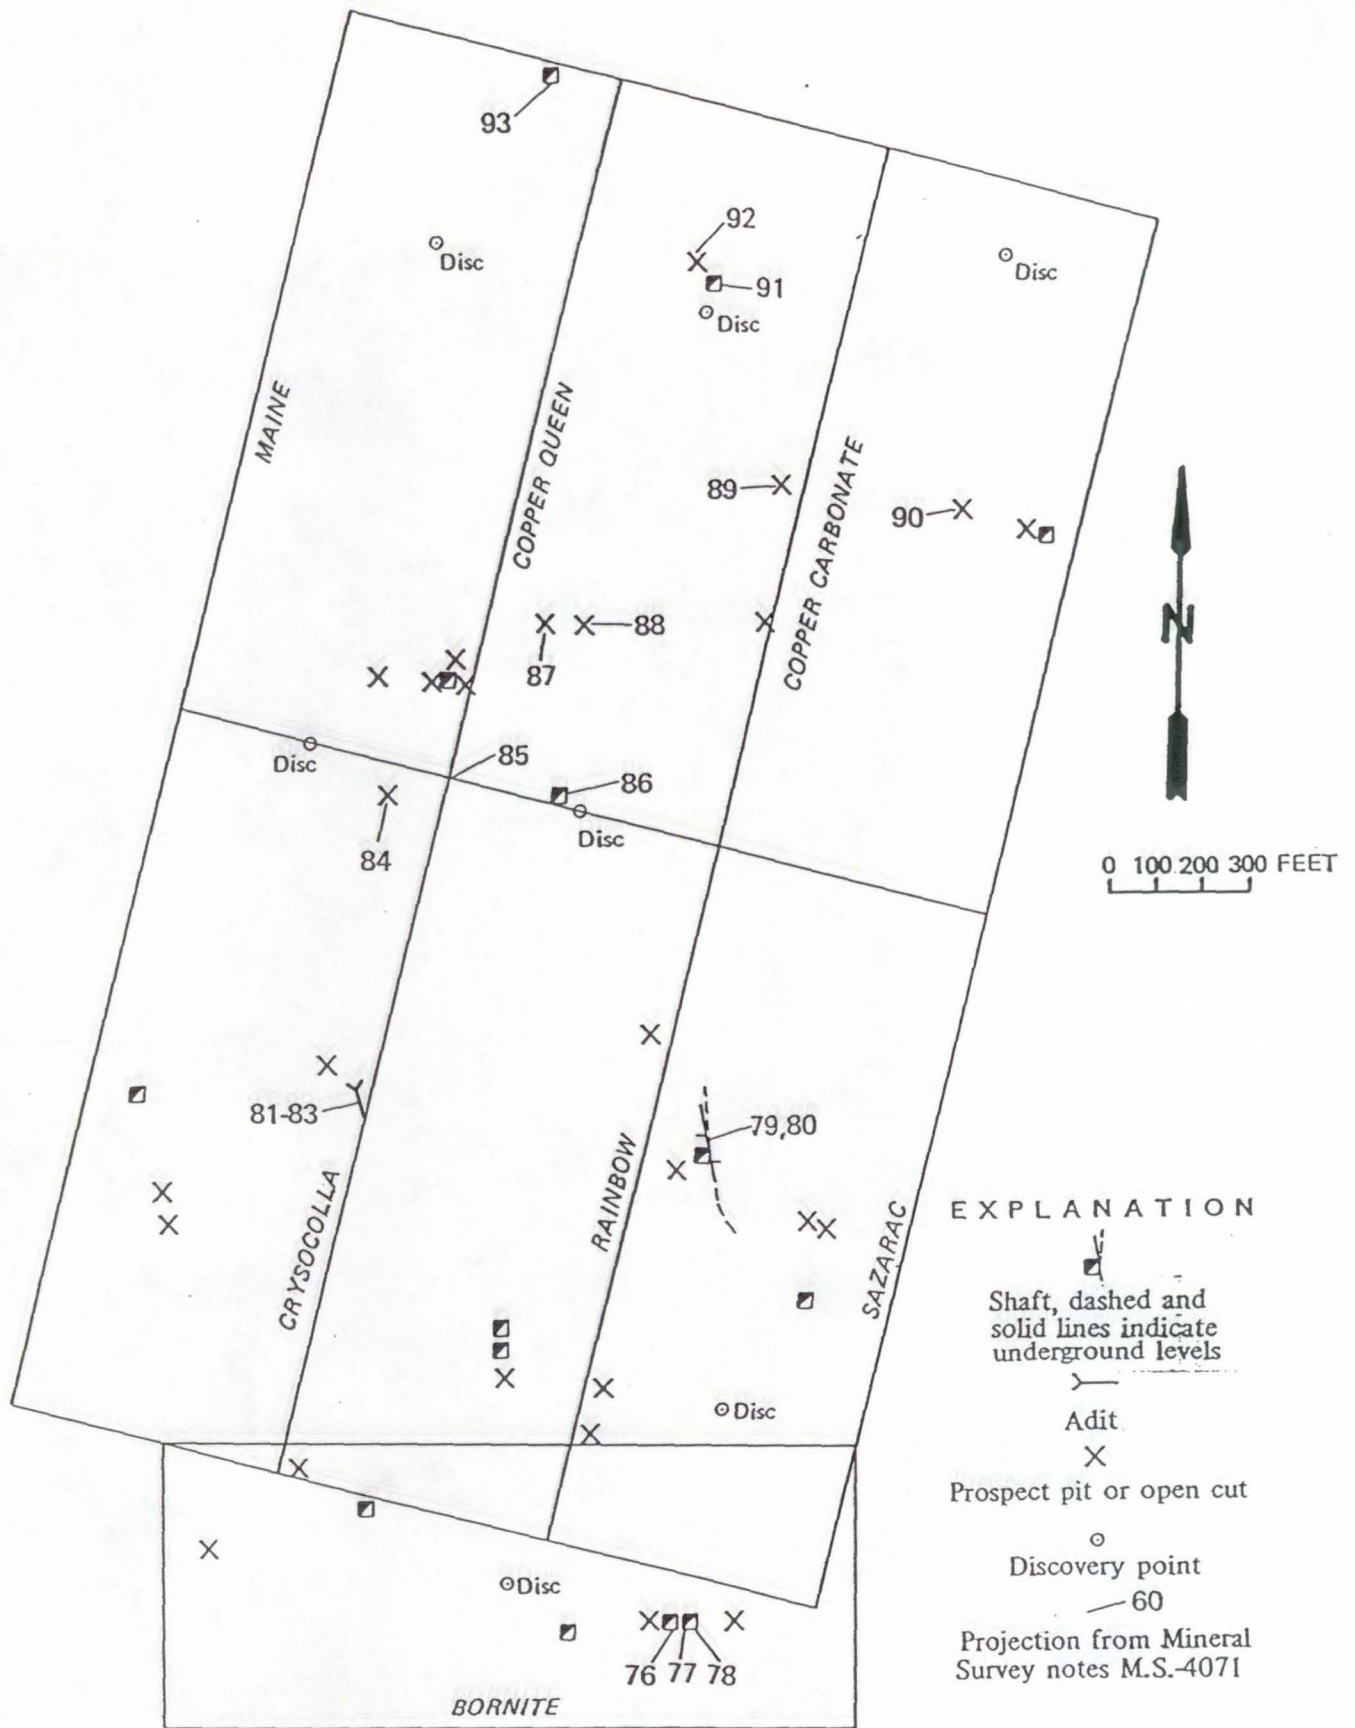 93
Disc
92
91
Disc
Disc
MAINE
COPPER QUEEN
COPPER CARBONATE
89
90
N
88
87
85
Disc
86
Disc
84
0 100 200 300 FEET
81-83
79,80
CRYSOCOLLA
RAINBOW
SAZARAC
Disc
Disc
76 77 78
BORNITE
EXPLANATION
Shaft, dashed and
solid lines indicate
underground levels
Adit
Prospect pit or open cut
Discovery point
60
Projection from Mineral
Survey notes M.S.-4071